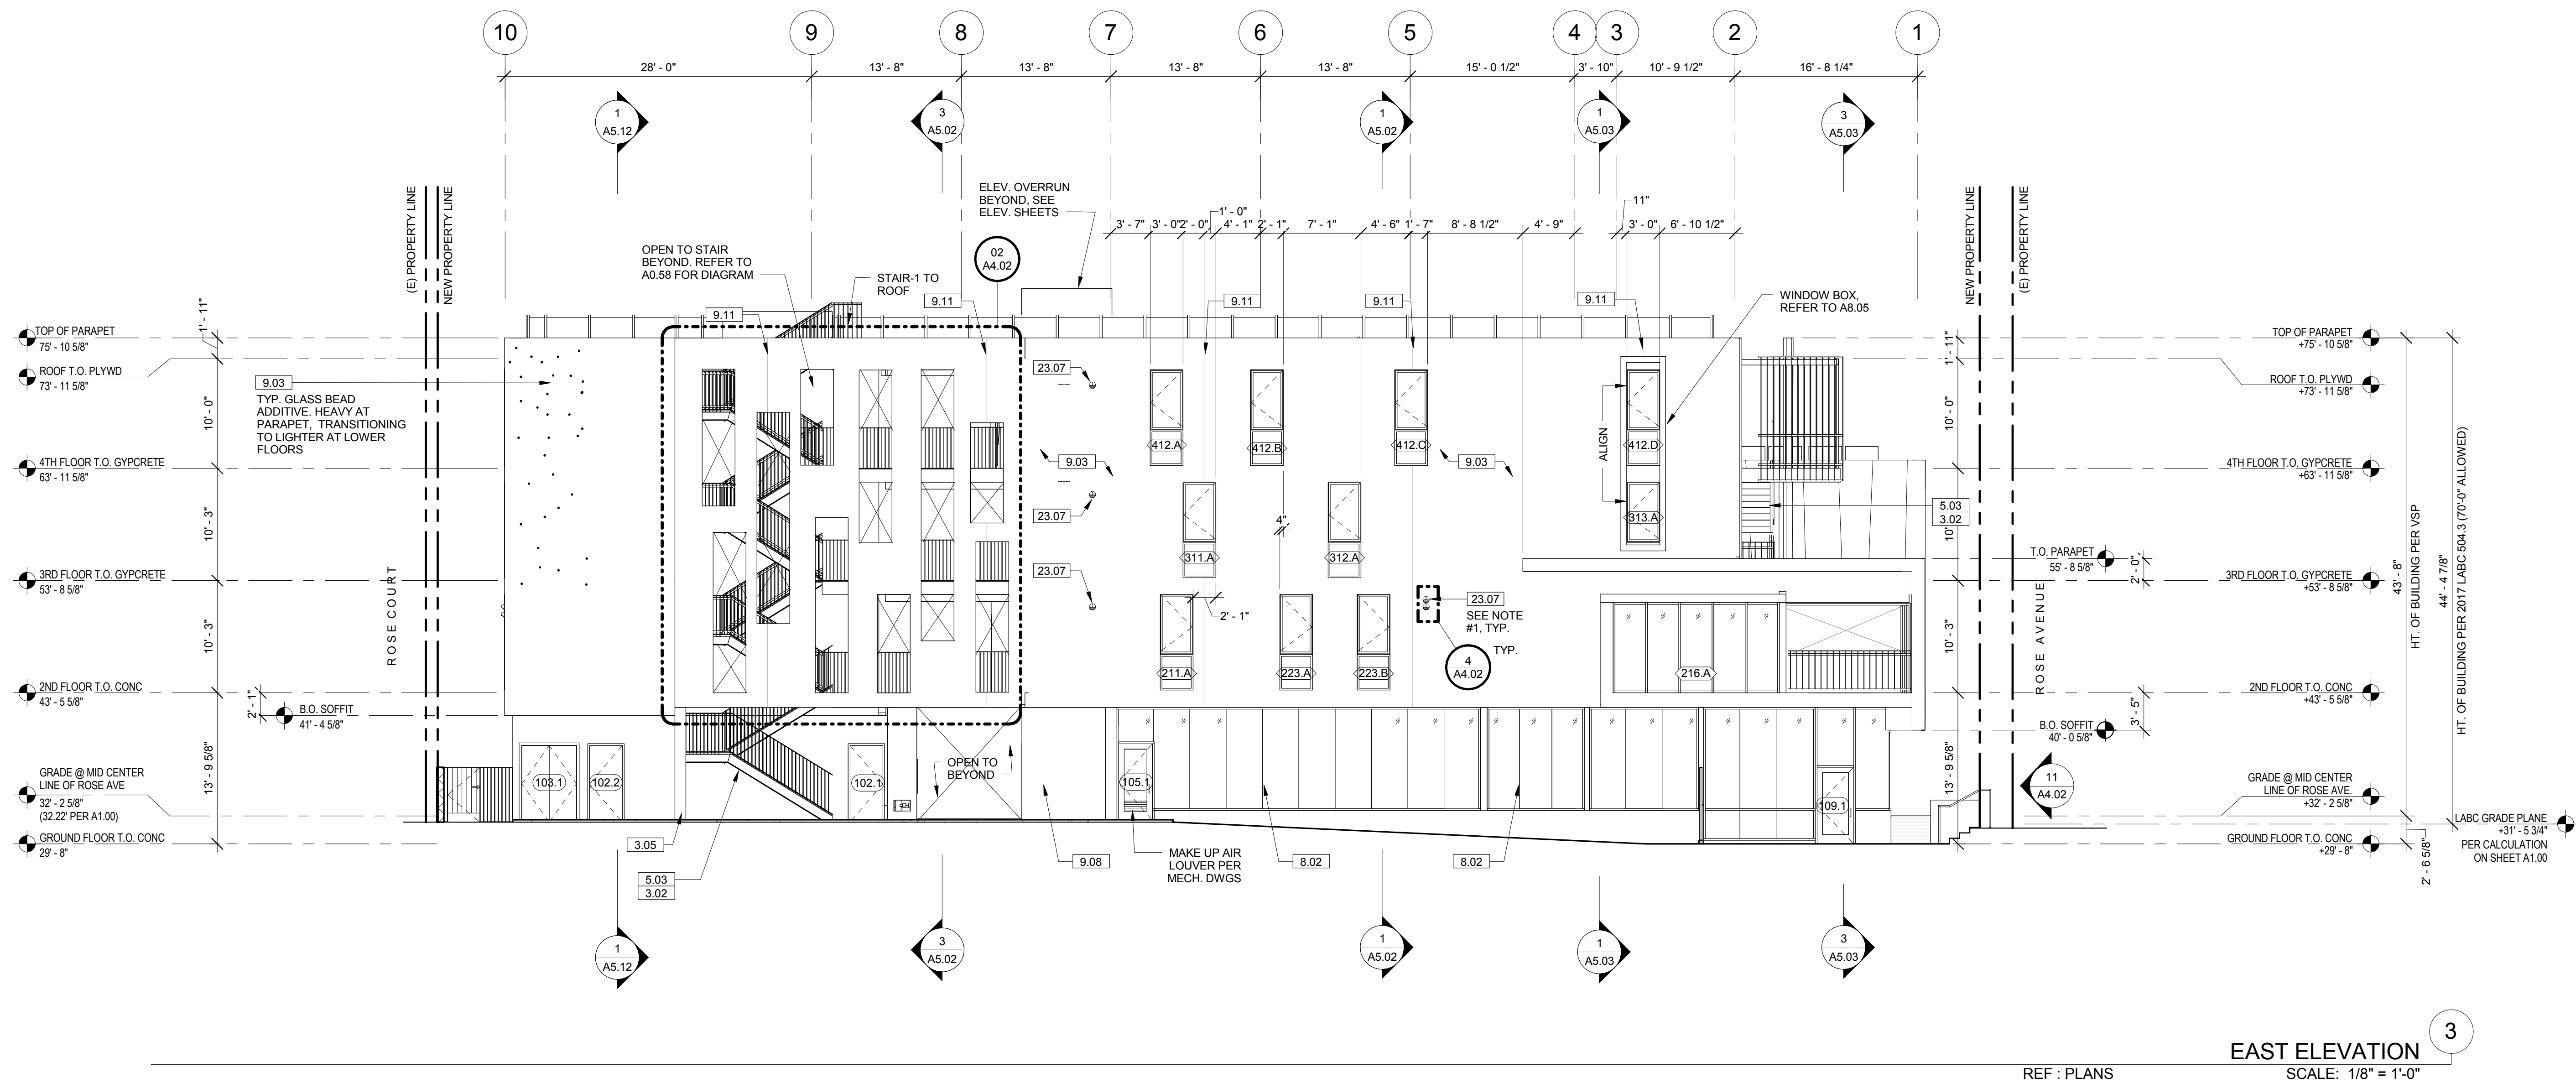 10
9
8
7
6
5
4
3
2
1
28' - 0"
13' - 8"
13' - 8"
13' - 8"
13' - 8"
15' - 0 1/2"
3' - 10"
10' - 9 1/2"
16' - 8 1/4"
1
A5.12
3
A5.02
1
A5.02
1
A5.03
3
A5.03
(E) PROPERTY LINE
NEW PROPERTY LINE
NEW PROPERTY LINE
(E) PROPERTY LINE
ELEV. OVERRUN
BEYOND, SEE
ELEV. SHEETS
1' - 0"
11"
3' - 7"
3' - 0"
2' - 0"
4' - 1"
2' - 1"
7' - 1"
4' - 6"
1' - 7"
8' - 8 1/2"
4' - 9"
3' - 0"
6' - 10 1/2"
OPEN TO STAIR
BEYOND. REFER TO
A0.58 FOR DIAGRAM
02
A4.02
STAIR-1 TO
ROOF
9.11
9.11
9.11
9.11
9.11
WINDOW BOX,
REFER TO A8.05
TOP OF PARAPET
75' - 10 5/8"
ROOF T.O. PLYWD
73' - 11 5/8"
4TH FLOOR T.O. GYPCRETE
63' - 11 5/8"
3RD FLOOR T.O. GYPCRETE
53' - 8 5/8"
2ND FLOOR T.O. CONC
43' - 5 5/8"
B.O. SOFFIT
41' - 4 5/8"
GRADE @ MID CENTER
LINE OF ROSE AVE
32' - 2 5/8"
(32.22' PER A1.00)
GROUND FLOOR T.O. CONC
29' - 8"
1' - 11"
10' - 0"
10' - 3"
10' - 3"
2' - 1"
13' - 9 5/8"
9.03
TYP. GLASS BEAD
ADDITIVE. HEAVY AT
PARAPET, TRANSITIONING
TO LIGHTER AT LOWER
FLOORS
ROSE COURT
23.07
23.07
23.07
9.03
9.03
412.A
412.B
412.C
412.D
ALIGN
311.A
312.A
313.A
4"
2' - 1"
211.A
223.A
223.B
216.A
23.07
SEE NOTE
#1, TYP.
TYP.
4
A4.02
5.03
3.02
103.1
102.2
102.1
OPEN TO
BEYOND
105.1
109.1
3.05
5.03
3.02
9.08
MAKE UP AIR
LOUVER PER
MECH. DWGS
8.02
8.02
1' - 11"
10' - 0"
10'
10' - 3"
13' - 9 5/8"
ROSE AVENUE
T.O. PARAPET
55' - 8 5/8"
2' - 0"
B.O. SOFFIT
40' - 0 5/8"
3' - 5"
11
A4.02
TOP OF PARAPET
+75' - 10 5/8"
ROOF T.O. PLYWD
+73' - 11 5/8"
4TH FLOOR T.O. GYPCRETE
+63' - 11 5/8"
3RD FLOOR T.O. GYPCRETE
+53' - 8 5/8"
2ND FLOOR T.O. CONC
+43' - 5 5/8"
GRADE @ MID CENTER
LINE OF ROSE AVE.
+32' - 2 5/8"
GROUND FLOOR T.O. CONC
+29' - 8"
43' - 8"
HT. OF BUILDING PER VSP
44' - 4 7/8"
HT. OF BUILDING PER 2017 LABC 504.3 (70'-0" ALLOWED)
2' - 6 5/8"
LABC GRADE PLANE
+31' - 5 3/4"
PER CALCULATION
ON SHEET A1.00
1
A5.12
3
A5.02
1
A5.02
1
A5.03
3
A5.03
EAST ELEVATION
3
REF : PLANS
SCALE: 1/8" = 1'-0"